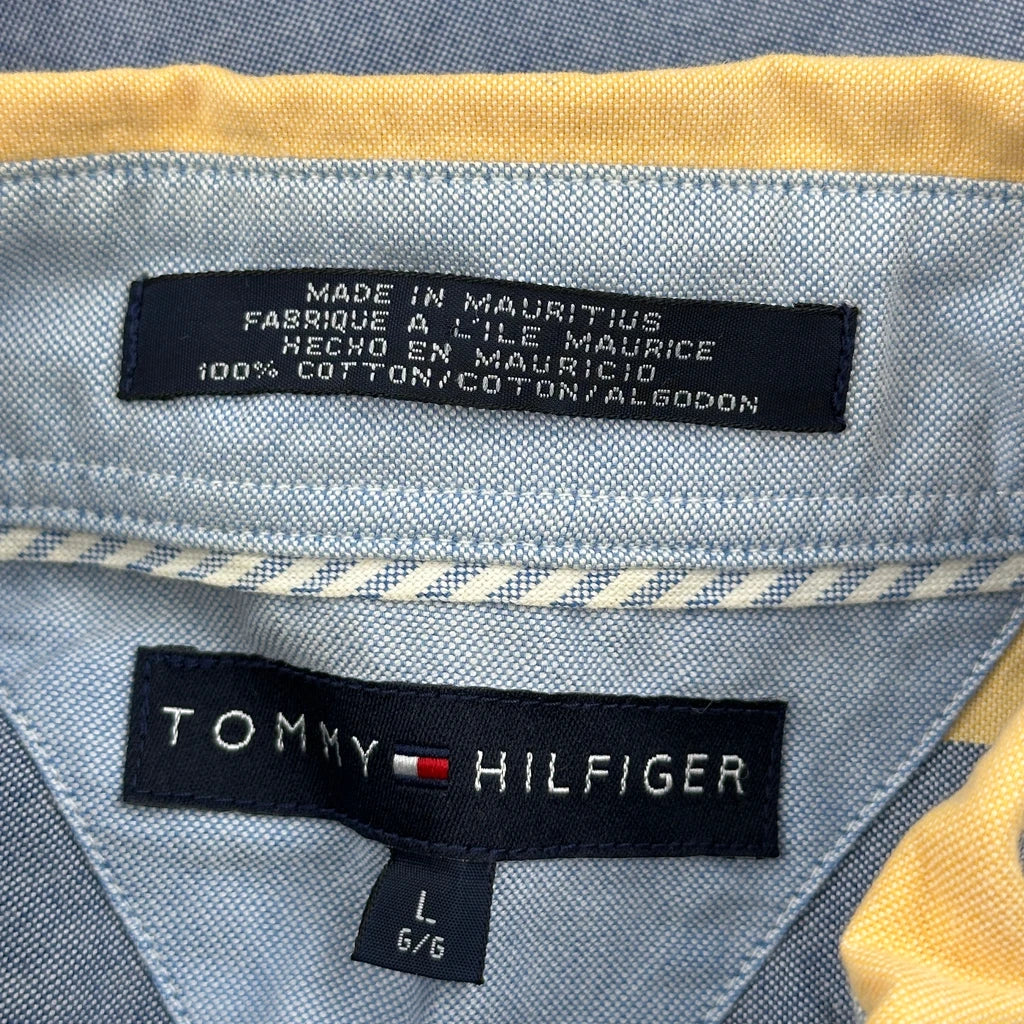 MADE IN MAURITIUS
FABRIQUE A L'ILE MAURICE
HECHO EN MAURICIO
100% COTTON/COTON/ALGODON
TOMMY HILFIGER
L
G/G